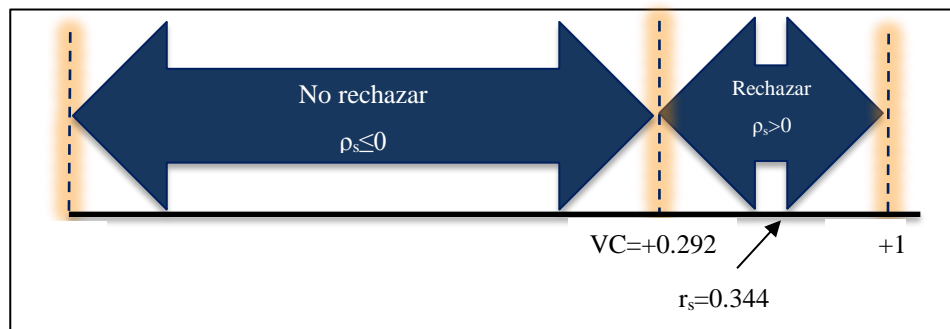 No rechazar
ρₛ≤0
Rechazar
ρₛ>0
VC=+0.292
+1
rₛ=0.344